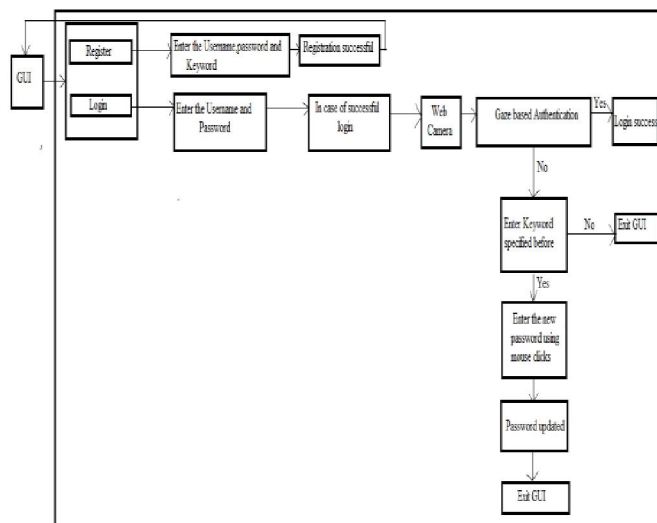 Register
Enter the Username,password and
Keyword
Registration successful
GUI
Login
Enter the Username and
Password
In case of successful
login
Web
Camera
Gaze based Authentication
Yes
Login success
No
Enter Keyword
specified before
No
Exit GUI
Yes
Enter the new
password using
mouse clicks
Password updated
Exit GUI